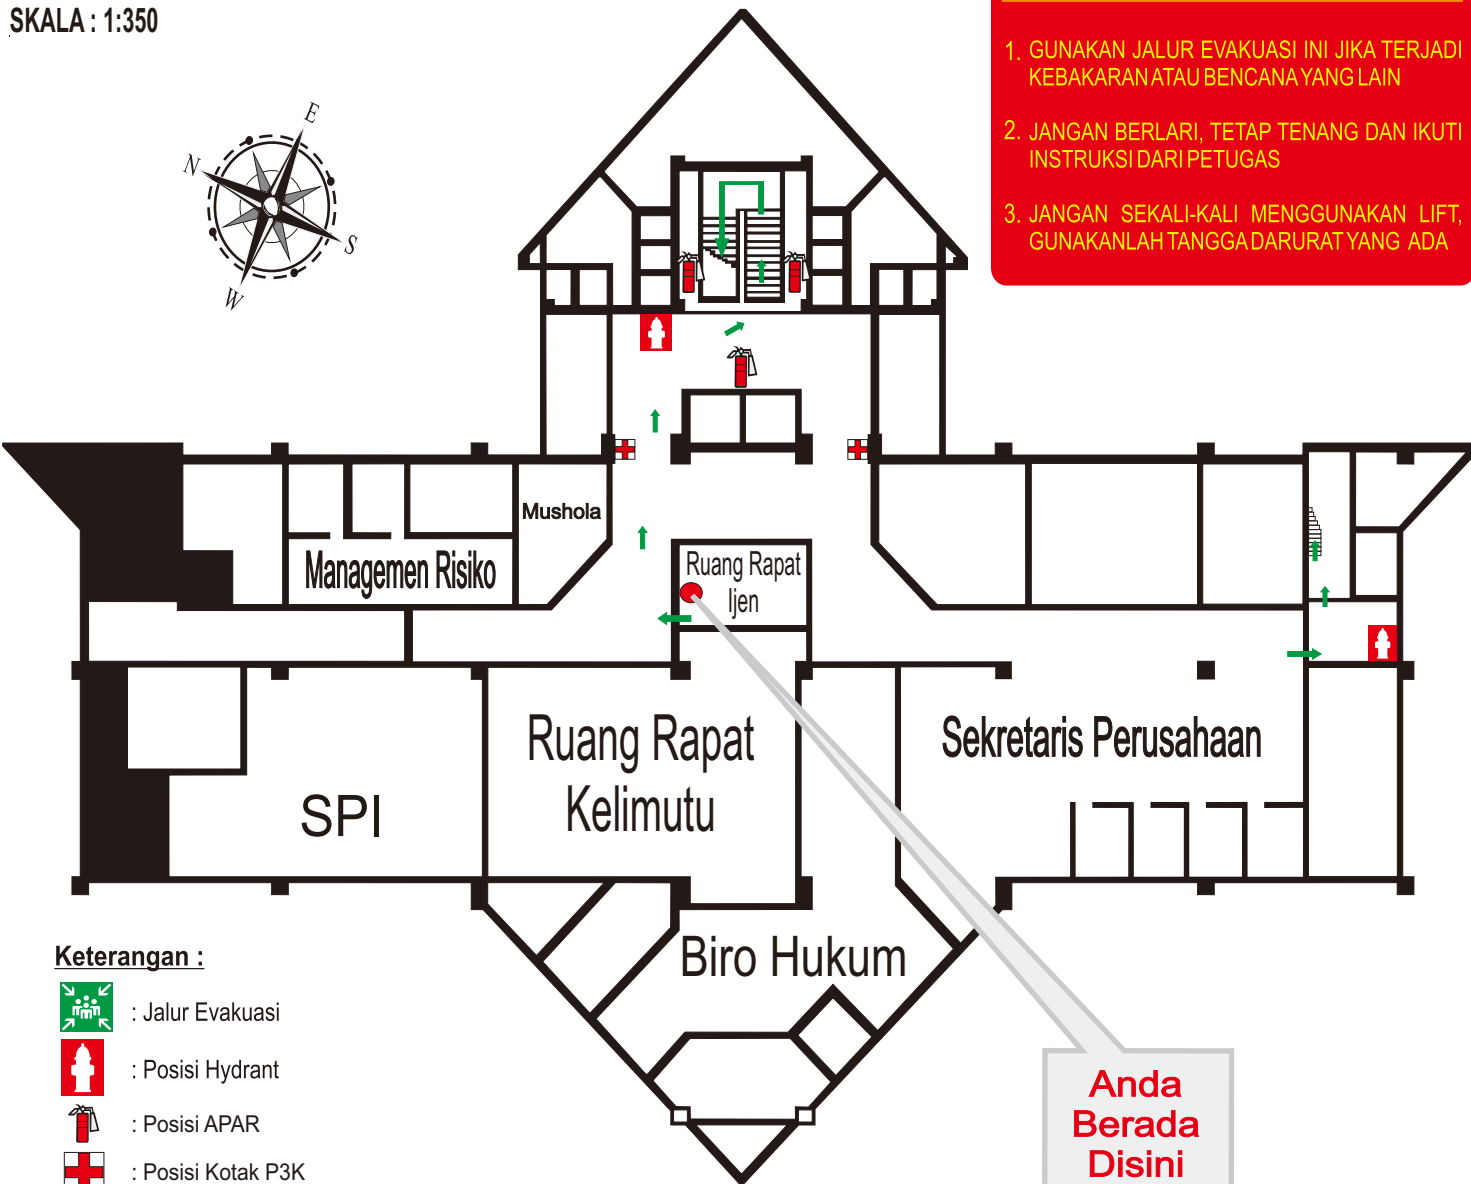 SKALA : 1:350
1. GUNAKAN JALUR EVAKUASI INI JIKA TERJADI
KEBAKARAN ATAU BENCANA YANG LAIN
2. JANGAN BERLARI, TETAP TENANG DAN IKUTI
INSTRUKSI DARI PETUGAS
3. JANGAN SEKALI-KALI MENGGUNAKAN LIFT,
GUNAKANLAH TANGGA DARURAT YANG ADA
E
N
S
W
Mushola
Managemen Risiko
Ruang Rapat
Ijen
Ruang Rapat
Kelimutu
Sekretaris Perusahaan
SPI
Biro Hukum
Keterangan :
: Jalur Evakuasi
: Posisi Hydrant
: Posisi APAR
: Posisi Kotak P3K
Anda
Berada
Disini